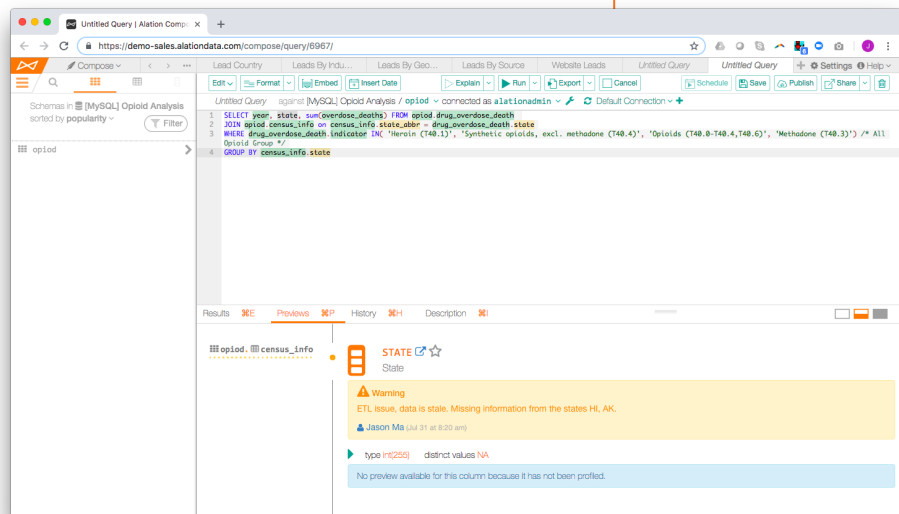 Untitled Query | Alation Compo
https://demo-sales.alationdata.com/compose/query/6967/
Compose
Lead Country
Leads By Indu...
Leads By Geo...
Leads By Source
Website Leads
Untitled Query
Untitled Query
Settings
Help
Edit
Format
Embed
Insert Date
Explain
Run
Export
Cancel
Schedule
Save
Publish
Share
Untitled Query against [MySQL] Opioid Analysis / opiod connected as alationadmin Default Connection
Schemas in [MySQL] Opioid Analysis
sorted by popularity
Filter
opiod
1 SELECT year, state, sum(overdose_deaths) FROM opiod.drug_overdose_death
2 JOIN opiod.census_info on census_info.state_abbr = drug_overdose_death.state
3 WHERE drug_overdose_death.indicator IN( 'Heroin (T40.1)', 'Synthetic opioids, excl. methadone (T40.4)', 'Opioids (T40.0-T40.4,T40.6)', 'Methadone (T40.3)') /* All
Opioid Group */
4 GROUP BY census_info.state
Results ⌘E Previews ⌘P History ⌘H Description ⌘I
opiod. census_info
STATE
State
Warning
ETL issue, data is stale. Missing information from the states HI, AK.
Jason Ma (Jul 31 at 8:20 am)
type int(255) distinct values NA
No preview available for this column because it has not been profiled.